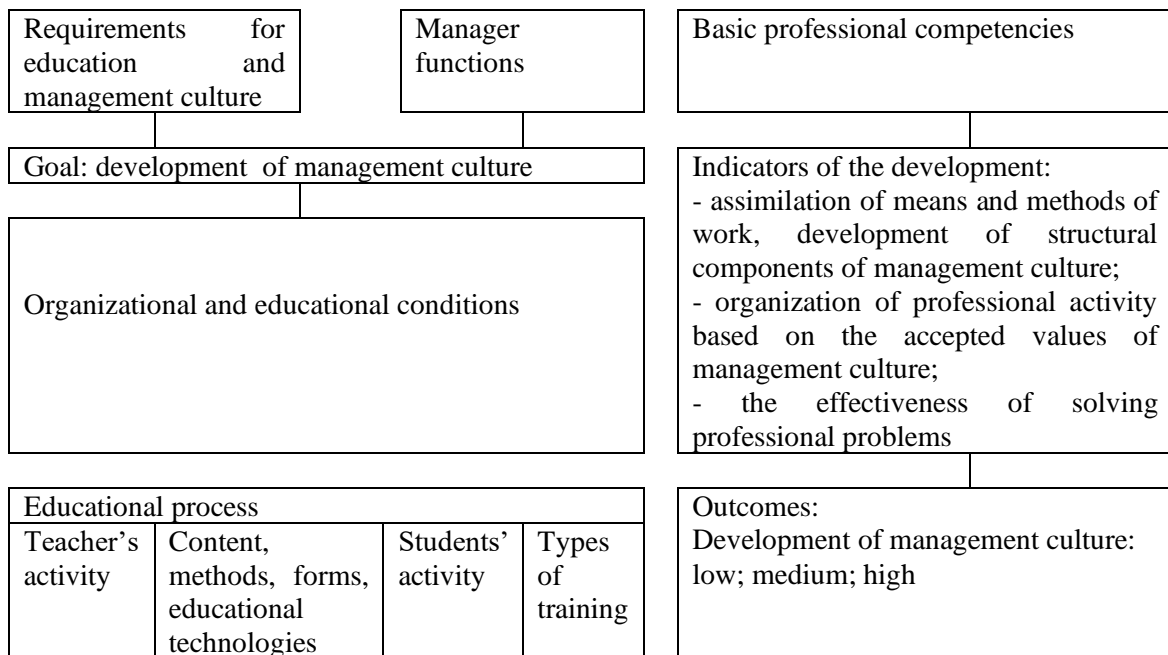 Requirements for
education and
management culture
Manager
functions
Basic professional competencies
Goal: development of management culture
Organizational and educational conditions
Indicators of the development:
- assimilation of means and methods of
work, development of structural
components of management culture;
- organization of professional activity
based on the accepted values of
management culture;
- the effectiveness of solving
professional problems
Educational process
Teacher’s
activity
Content,
methods, forms,
educational
technologies
Students’
activity
Types
of
training
Outcomes:
Development of management culture:
low; medium; high